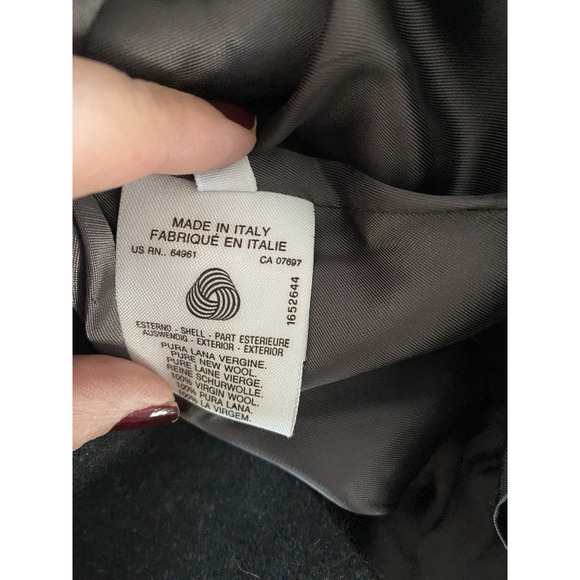 MADE IN ITALY
FABRIQUÉ EN ITALIE
US RN.. 64961 CA 07697
1652644
ESTERNO - SHELL - PART ESTERIEURE
AUSWENDIG - EXTERIOR - EXTERIOR
PURA LANA VERGINE.
PURE NEW WOOL.
PURE LAINE VIERGE.
REINE SCHURWOLLE.
100% VIRGIN WOOL.
100% PURA LANA.
100% LA VIRGEM.